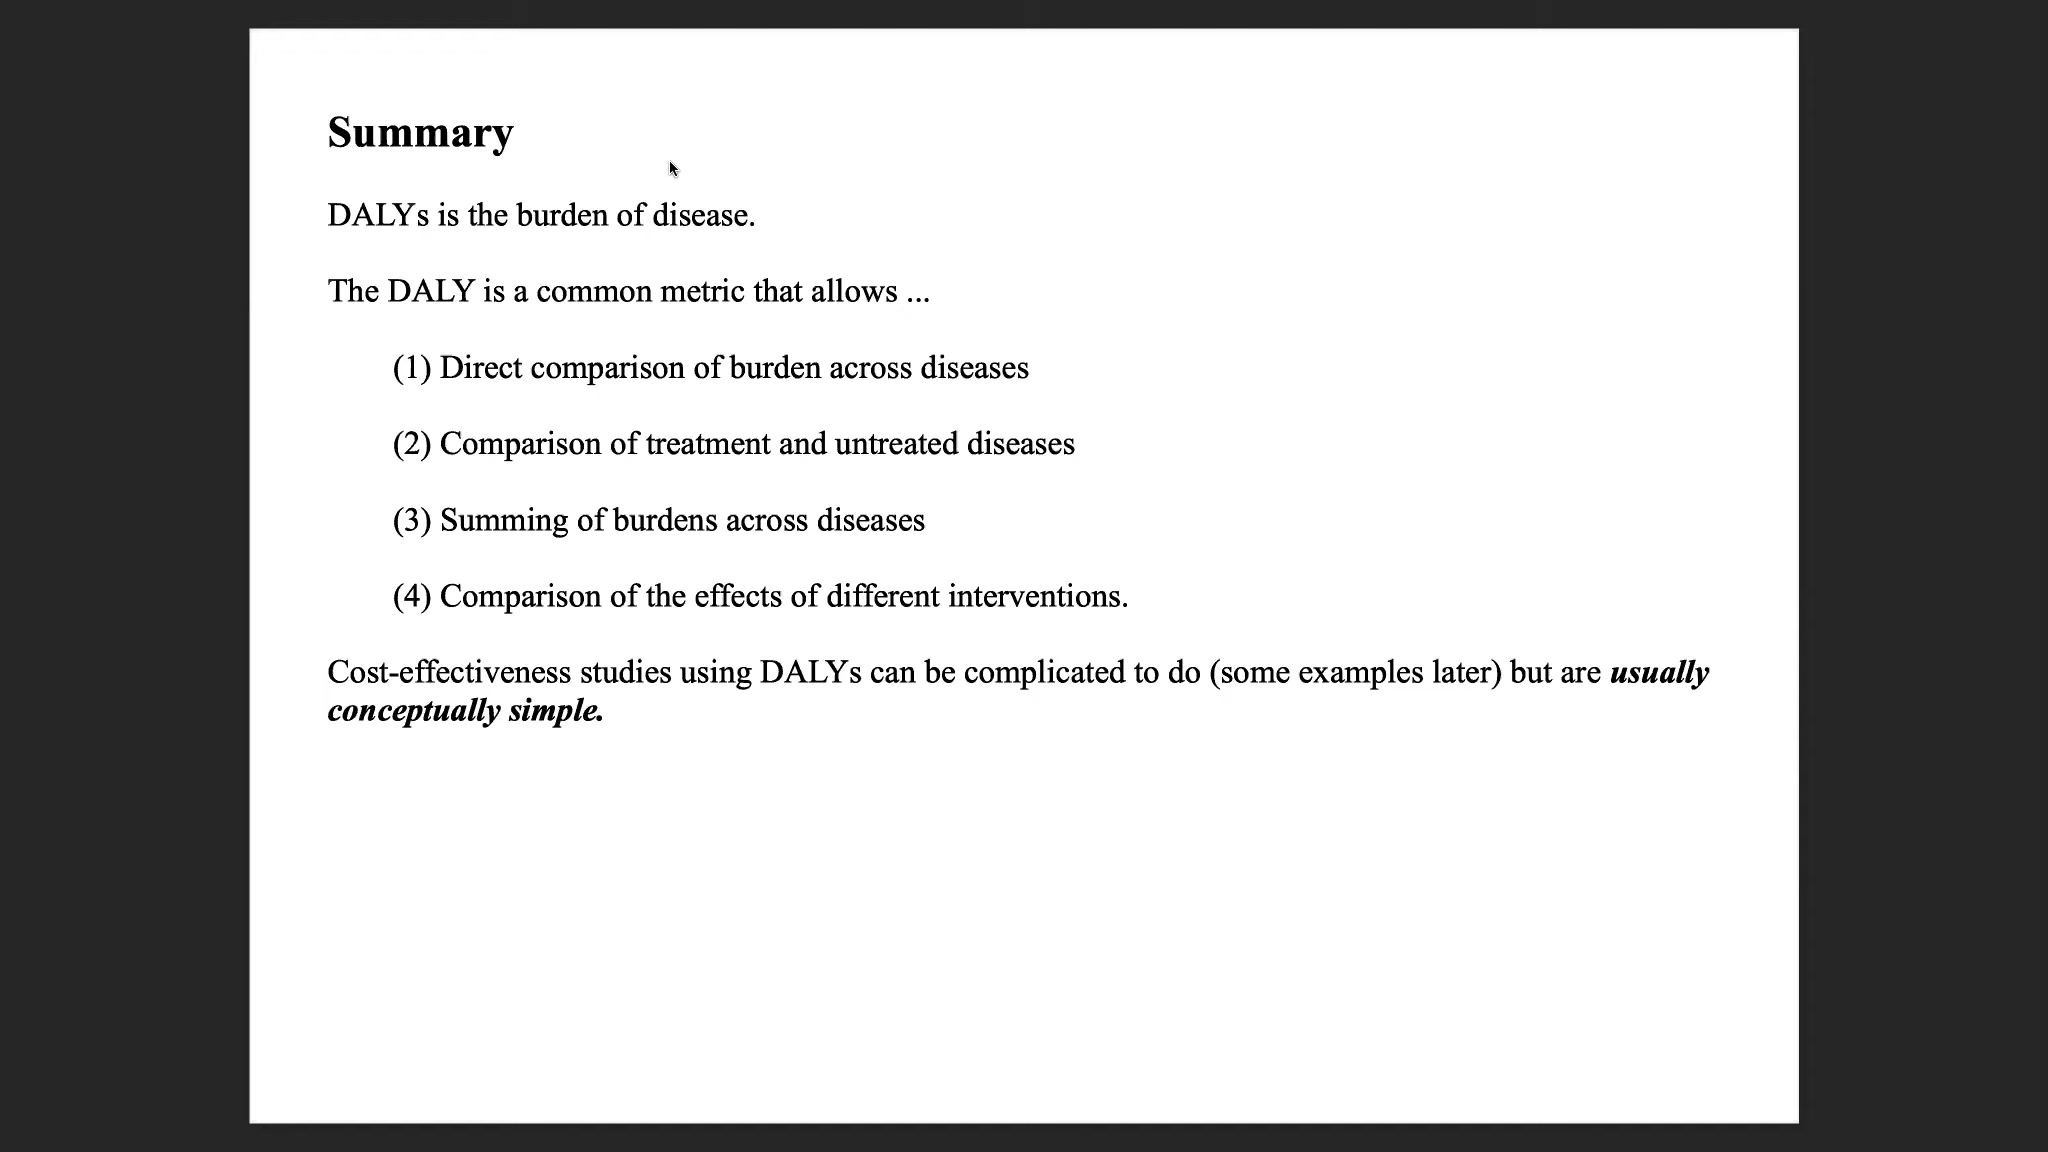 Summary
DALYs is the burden of disease.
The DALY is a common metric that allows ...
(1) Direct comparison of burden across diseases
(2) Comparison of treatment and untreated diseases
(3) Summing of burdens across diseases
(4) Comparison of the effects of different interventions.
Cost-effectiveness studies using DALYs can be complicated to do (some examples later) but are usually
conceptually simple.